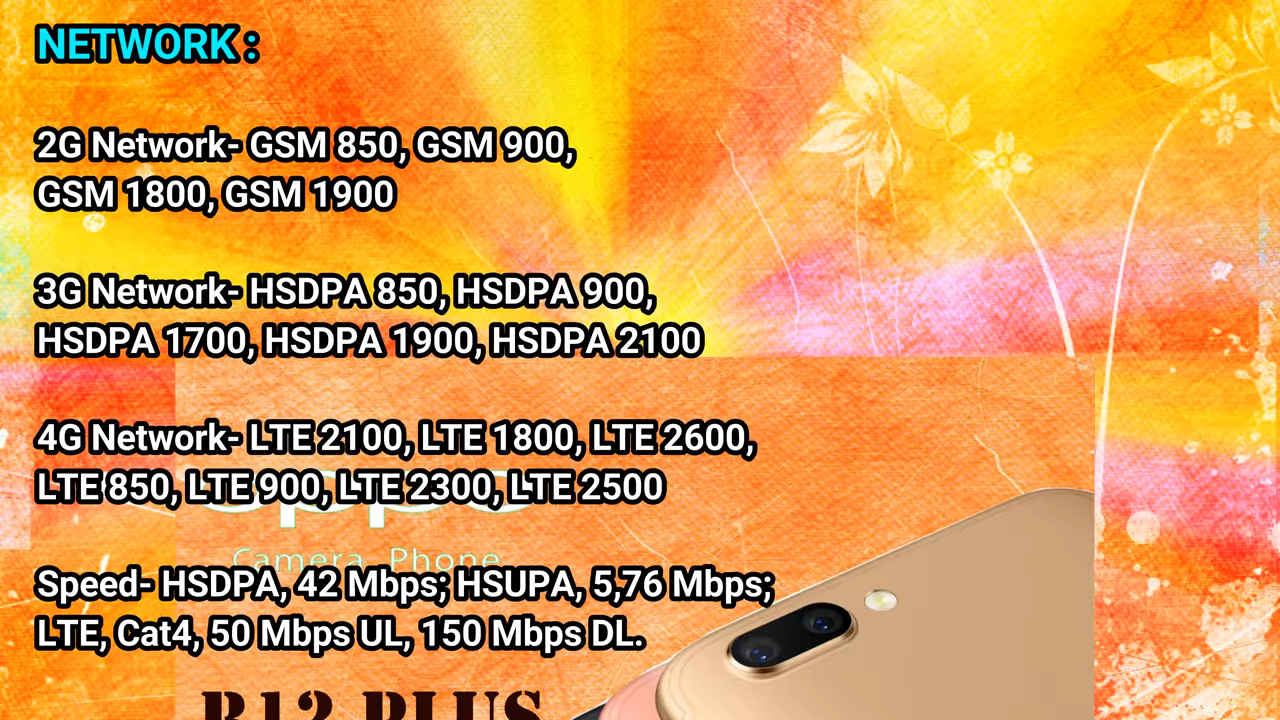 NETWORK :
2G Network- GSM 850, GSM 900,
GSM 1800, GSM 1900
3G Network- HSDPA 850, HSDPA 900,
HSDPA 1700, HSDPA 1900, HSDPA 2100
4G Network- LTE 2100, LTE 1800, LTE 2600,
LTE 850, LTE 900, LTE 2300, LTE 2500
oppo
Camera Phone
Speed- HSDPA, 42 Mbps; HSUPA, 5,76 Mbps;
LTE, Cat4, 50 Mbps UL, 150 Mbps DL.
R12 PLUS